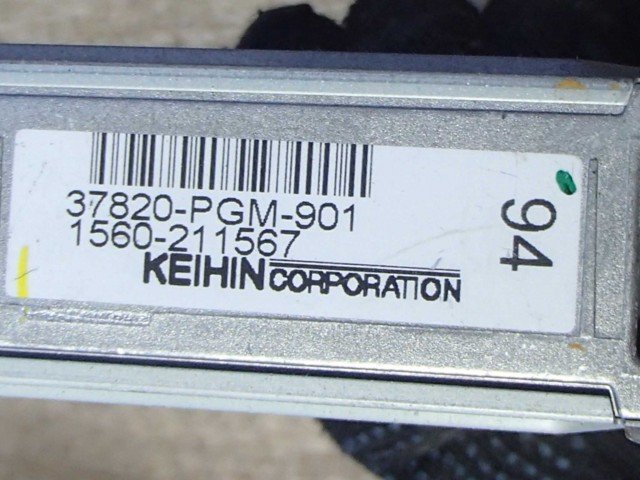 37820-PGM-901
1560-211567
KEIHIN CORPORATION
94